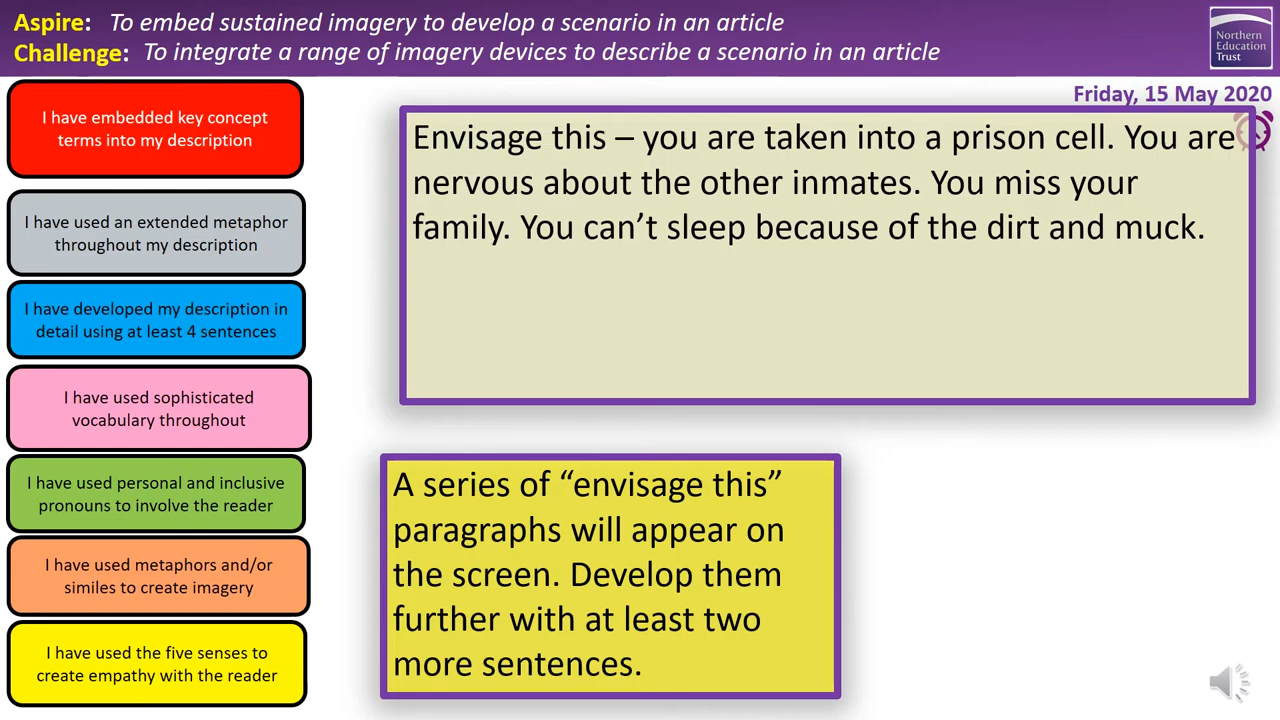 Aspire: To embed sustained imagery to develop a scenario in an article
Challenge: To integrate a range of imagery devices to describe a scenario in an article
Northern
Education
Trust
Friday, 15 May 2020
I have embedded key concept
terms into my description
I have used an extended metaphor
throughout my description
I have developed my description in
detail using at least 4 sentences
I have used sophisticated
vocabulary throughout
I have used personal and inclusive
pronouns to involve the reader
I have used metaphors and/or
similes to create imagery
I have used the five senses to
create empathy with the reader
Envisage this – you are taken into a prison cell. You are
nervous about the other inmates. You miss your
family. You can’t sleep because of the dirt and muck.
A series of “envisage this”
paragraphs will appear on
the screen. Develop them
further with at least two
more sentences.